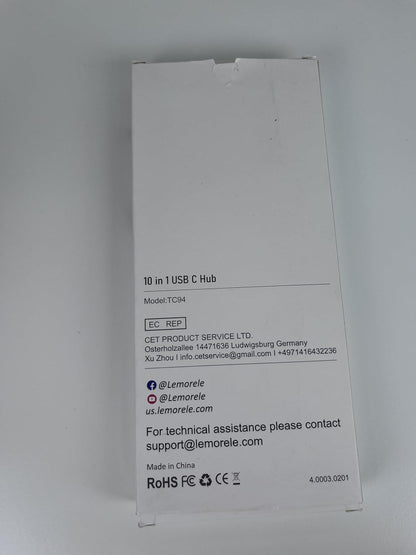 10 in 1 USB C Hub
Model:TC94
EC REP
CET PRODUCT SERVICE LTD.
Osterholzallee 14471636 Ludwigsburg Germany
Xu Zhou I info.cetservice@gmail.com I +4971416432236
@Lemorele
@Lemorele
us.lemorele.com
For technical assistance please contact
support@lemorele.com
Made in China
RoHS FC CE
4.0003.0201